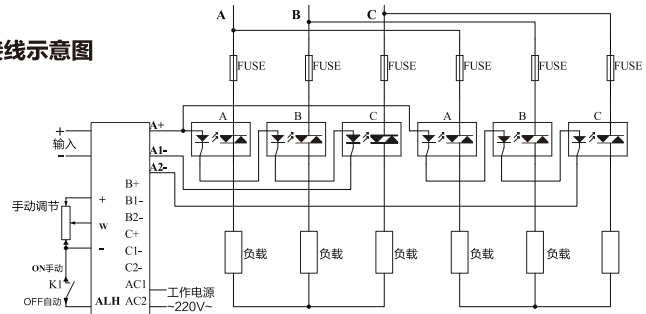 接线示意图
A B C
FUSE FUSE FUSE FUSE FUSE FUSE
A B C A B C
+ A+
输入
- A1-
A2-
B+
手动调节 + B1-
W B2-
C+
- C1-
ON手动 C2-
K1 AC1 工作电源
OFF自动 ALH AC2 ~220V~
负载 负载 负载 负载 负载